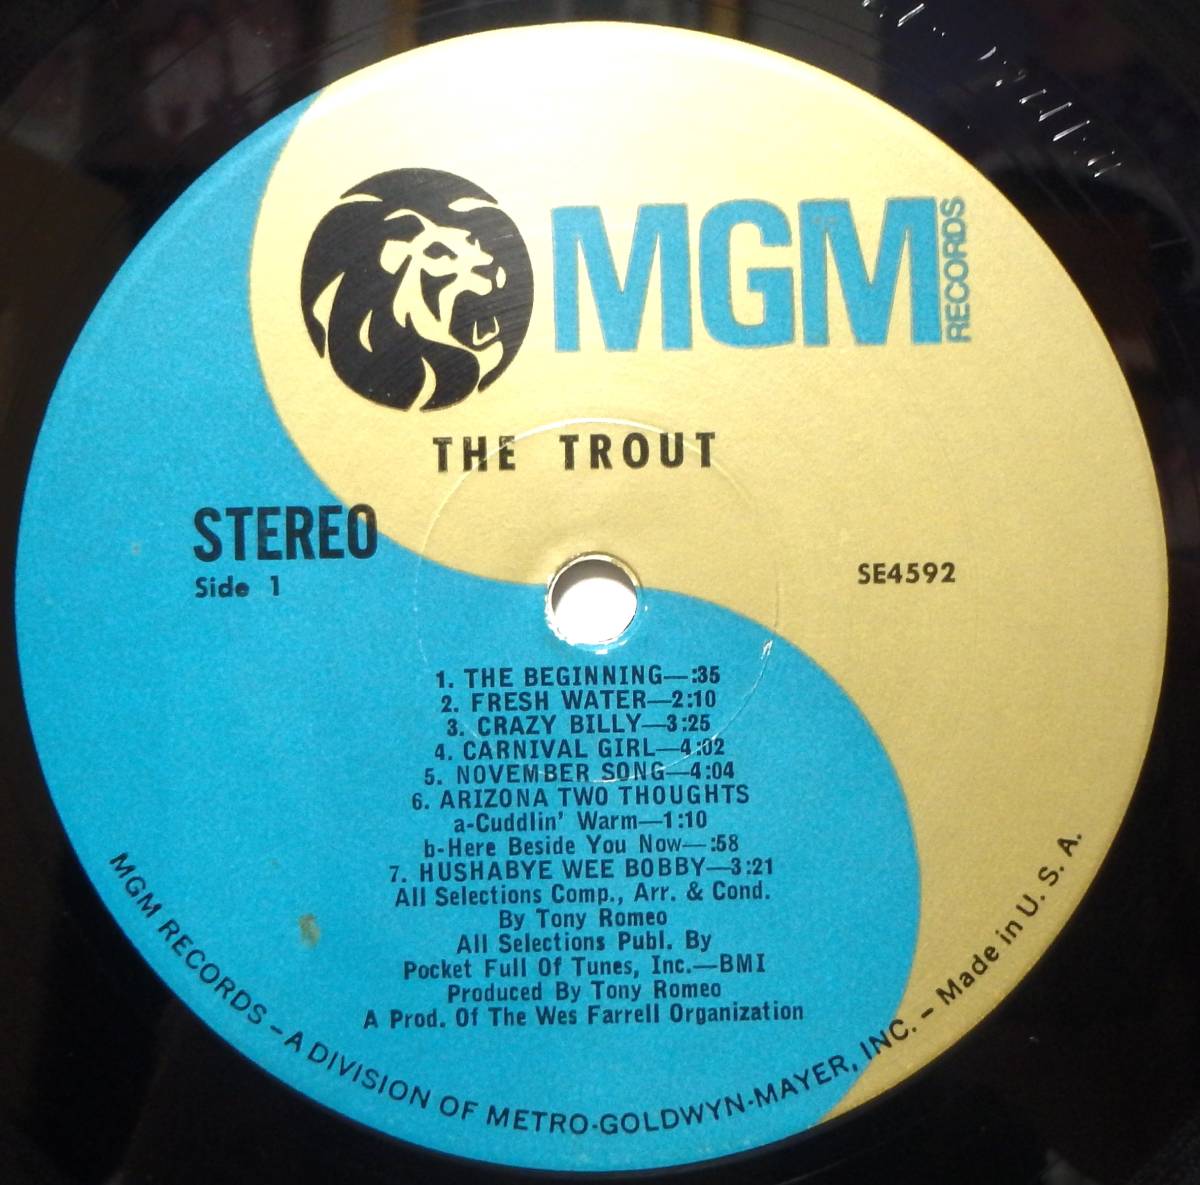 MGM RECORDS
THE TROUT
STEREO
Side 1
SE4592
1. THE BEGINNING—:35
2. FRESH WATER—2:10
3. CRAZY BILLY—3:25
4. CARNIVAL GIRL—4:02
5. NOVEMBER SONG—4:04
6. ARIZONA TWO THOUGHTS
a-Cuddlin' Warm—1:10
b-Here Beside You Now—:58
7. HUSHABYE WEE BOBBY—3:21
All Selections Comp., Arr. & Cond.
By Tony Romeo
All Selections Publ. By
Pocket Full Of Tunes, Inc.—BMI
Produced By Tony Romeo
A Prod. Of The Wes Farrell Organization
MGM RECORDS – A DIVISION OF METRO-GOLDWYN-MAYER, INC. – Made in U. S. A.